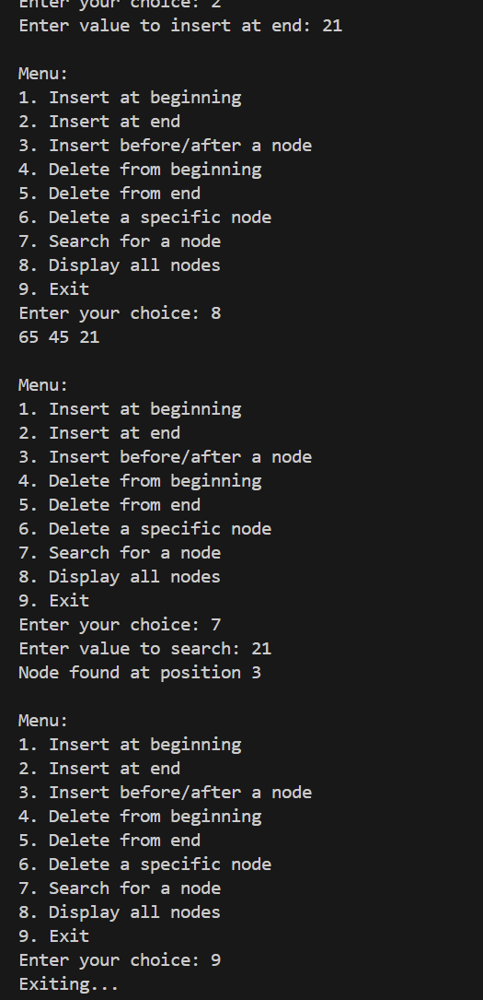 Enter your choice: 2
Enter value to insert at end: 21
Menu:
1. Insert at beginning
2. Insert at end
3. Insert before/after a node
4. Delete from beginning
5. Delete from end
6. Delete a specific node
7. Search for a node
8. Display all nodes
9. Exit
Enter your choice: 8
65 45 21
Menu:
1. Insert at beginning
2. Insert at end
3. Insert before/after a node
4. Delete from beginning
5. Delete from end
6. Delete a specific node
7. Search for a node
8. Display all nodes
9. Exit
Enter your choice: 7
Enter value to search: 21
Node found at position 3
Menu:
1. Insert at beginning
2. Insert at end
3. Insert before/after a node
4. Delete from beginning
5. Delete from end
6. Delete a specific node
7. Search for a node
8. Display all nodes
9. Exit
Enter your choice: 9
Exiting...